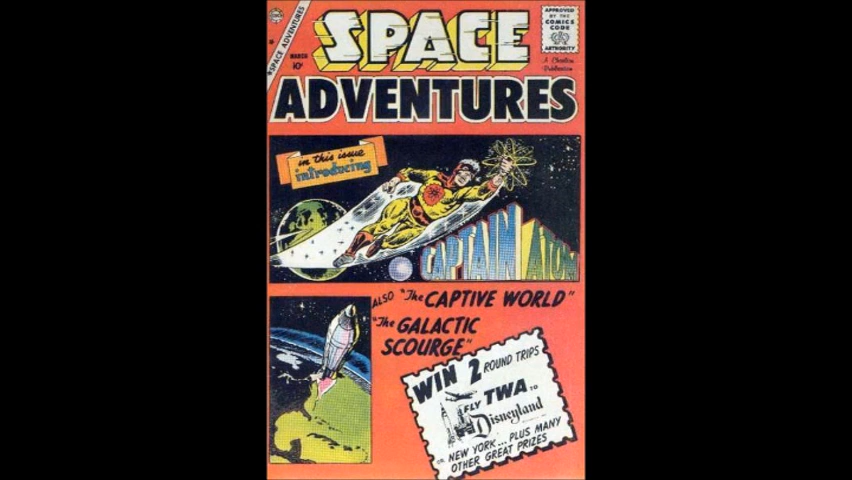 SPACE ADVENTURES
MARCH
10¢
SPACE
ADVENTURES
APPROVED
BY THE
COMICS
CODE
AUTHORITY
A Charlton
Publication
in this issue
introducing
CAPTAIN ATOM
ALSO "The CAPTIVE WORLD"
"The GALACTIC
SCOURGE"
WIN 2 ROUND TRIPS
FLY TWA TO
Disneyland
OR NEW YORK... PLUS MANY
OTHER GREAT PRIZES